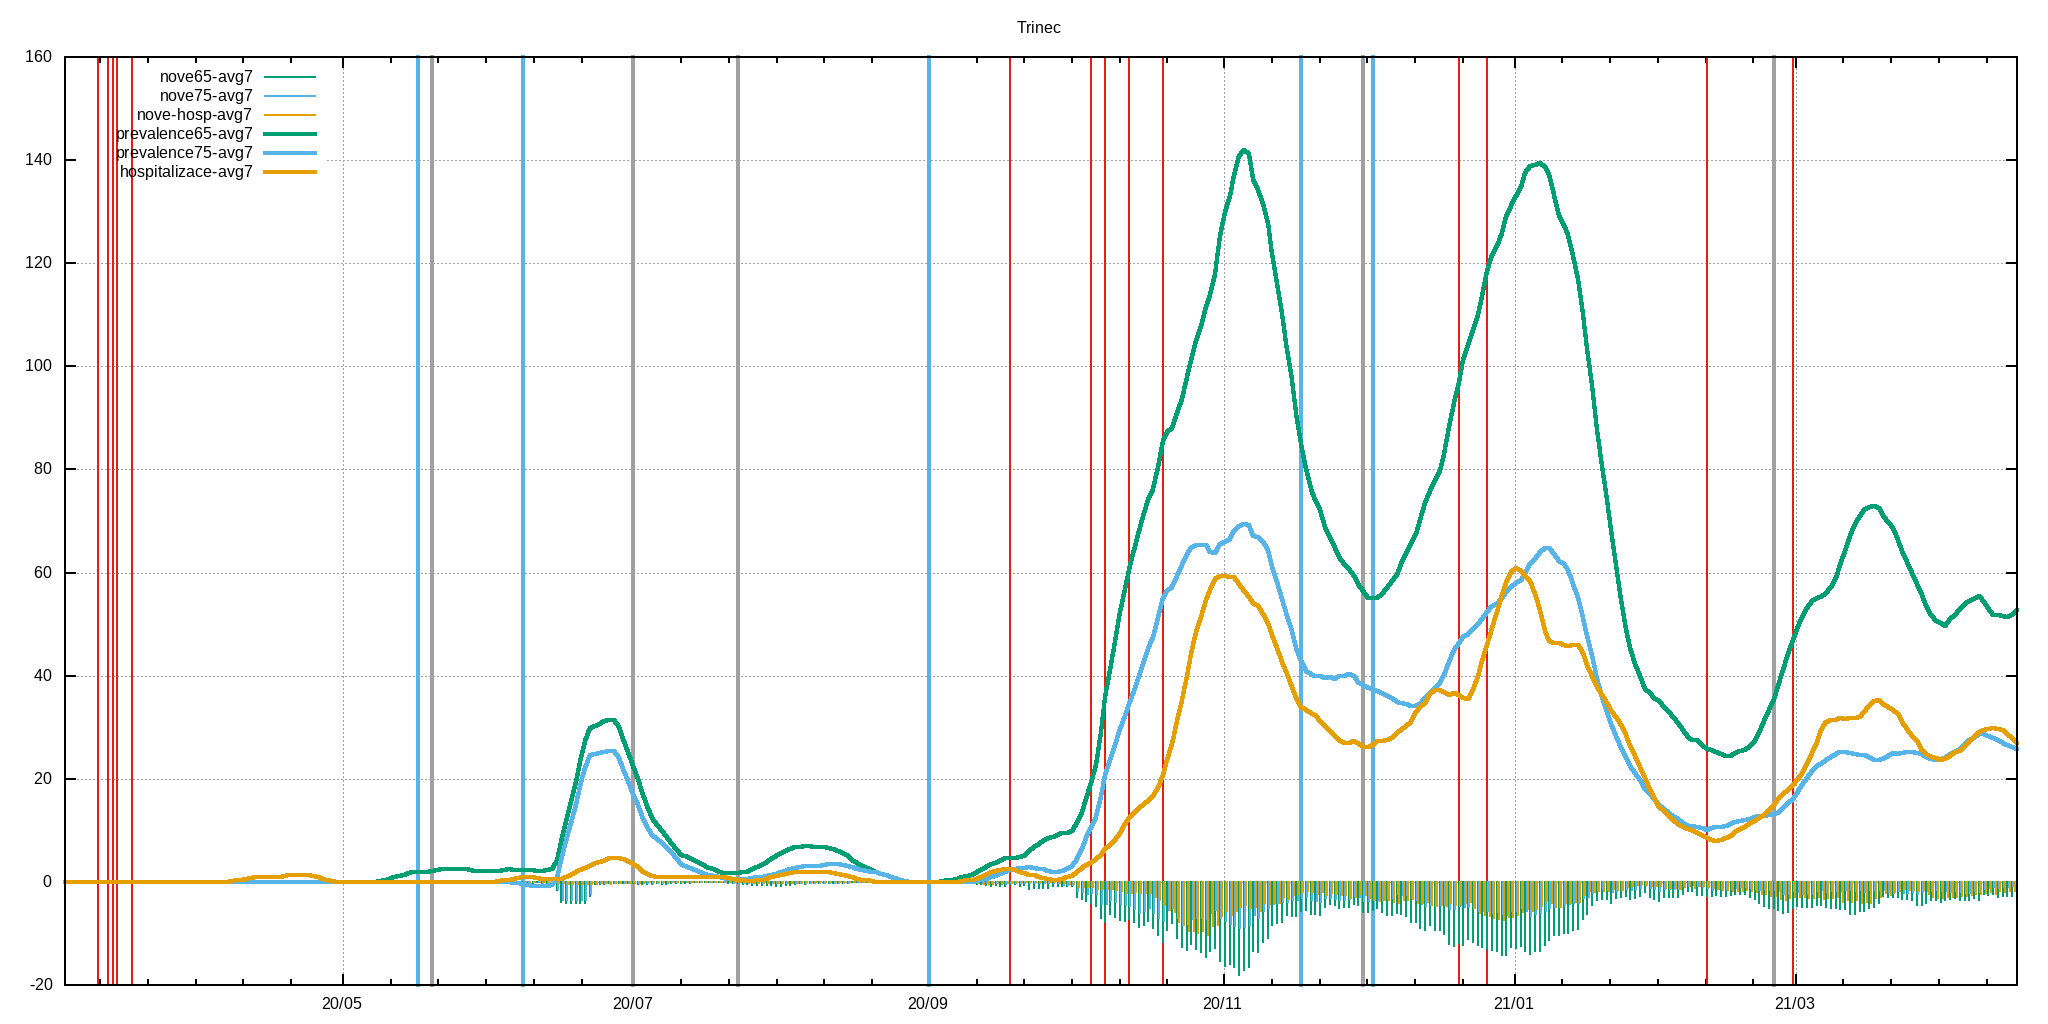 Trinec
160
nove65-avg7
nove75-avg7
nove-hosp-avg7
prevalence65-avg7
prevalence75-avg7
hospitalizace-avg7
140
120
100
80
60
40
20
0
-20
20/05 20/07 20/09 20/11 21/01 21/03